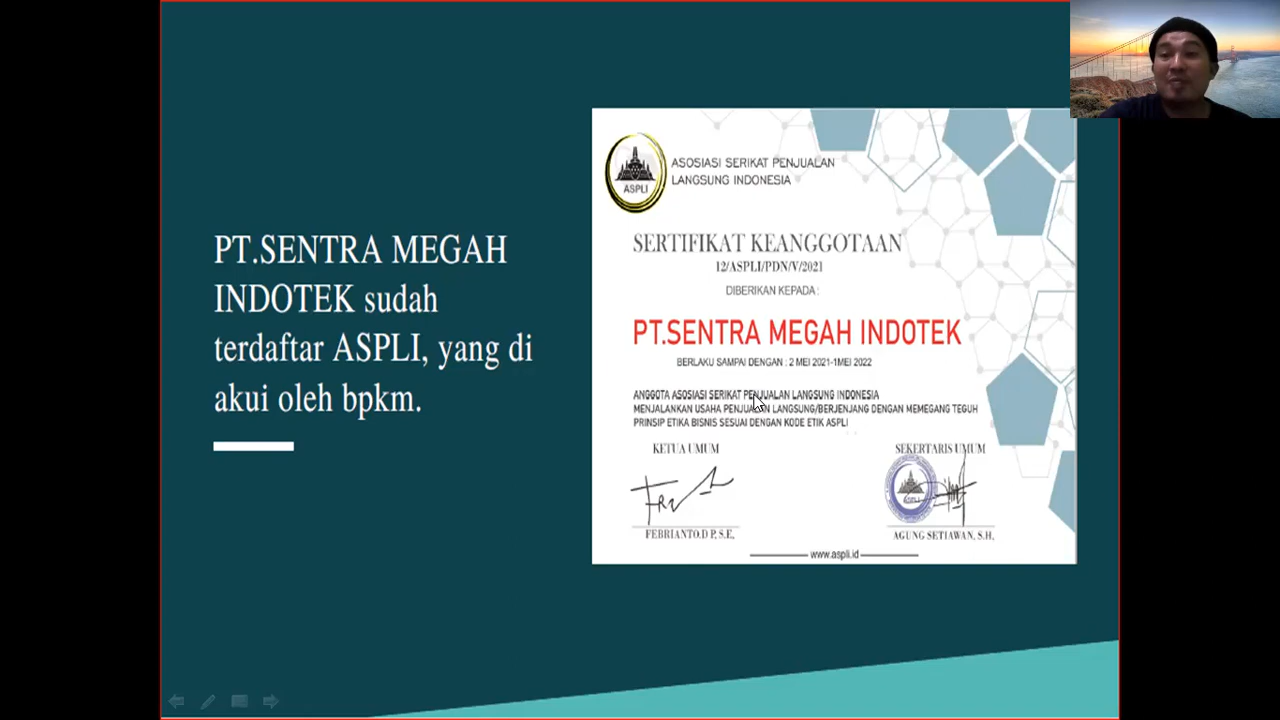 PT.SENTRA MEGAH
INDOTEK sudah
terdaftar ASPLI, yang di
akui oleh bpkm.
ASPLI
ASOSIASI SERIKAT PENJUALAN
LANGSUNG INDONESIA
SERTIFIKAT KEANGGOTAAN
12/ASPLI/PDN/V/2021
DIBERIKAN KEPADA :
PT.SENTRA MEGAH INDOTEK
BERLAKU SAMPAI DENGAN : 2 MEI 2021-1MEI 2022
ANGGOTA ASOSIASI SERIKAT PENJUALAN LANGSUNG INDONESIA
MENJALANKAN USAHA PENJUALAN LANGSUNG/BERJENJANG DENGAN MEMEGANG TEGUH
PRINSIP ETIKA BISNIS SESUAI DENGAN KODE ETIK ASPLI
KETUA UMUM
SEKERTARIS UMUM
FEBRIANTO.D P, S.E,
AGUNG SETIAWAN, S.H,
www.aspli.id